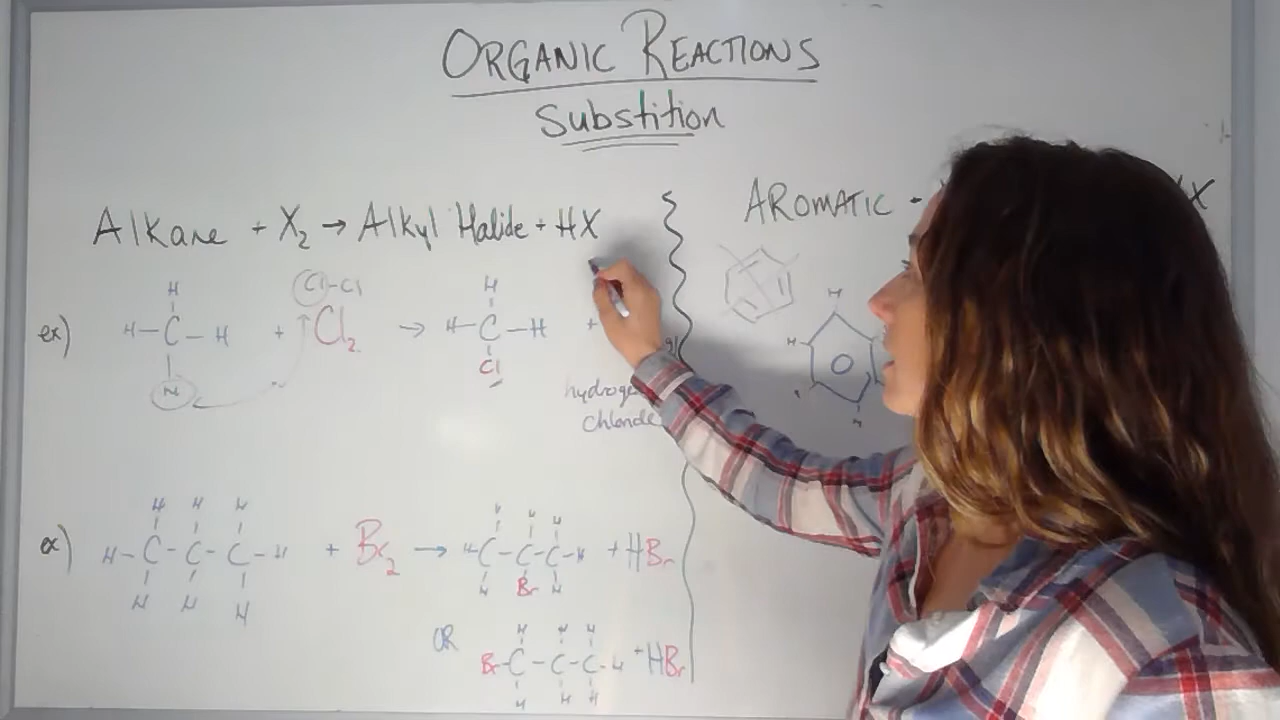 ORGANIC REACTIONS
Substition
Alkane + X2 → Alkyl Halide + HX
Cl-Cl
H
H-C-H + Cl2 →
H
ex)
H
H-C-H +
Cl
hydroge
chloride
H H H
H-C-C-C-H + Br2 →
H H H
ex)
H H H
H-C-C-C-H + HBr
H Br H
OR
H H H
Br-C-C-C-H + HBr
H H H
AROMATIC
X
H
H
H